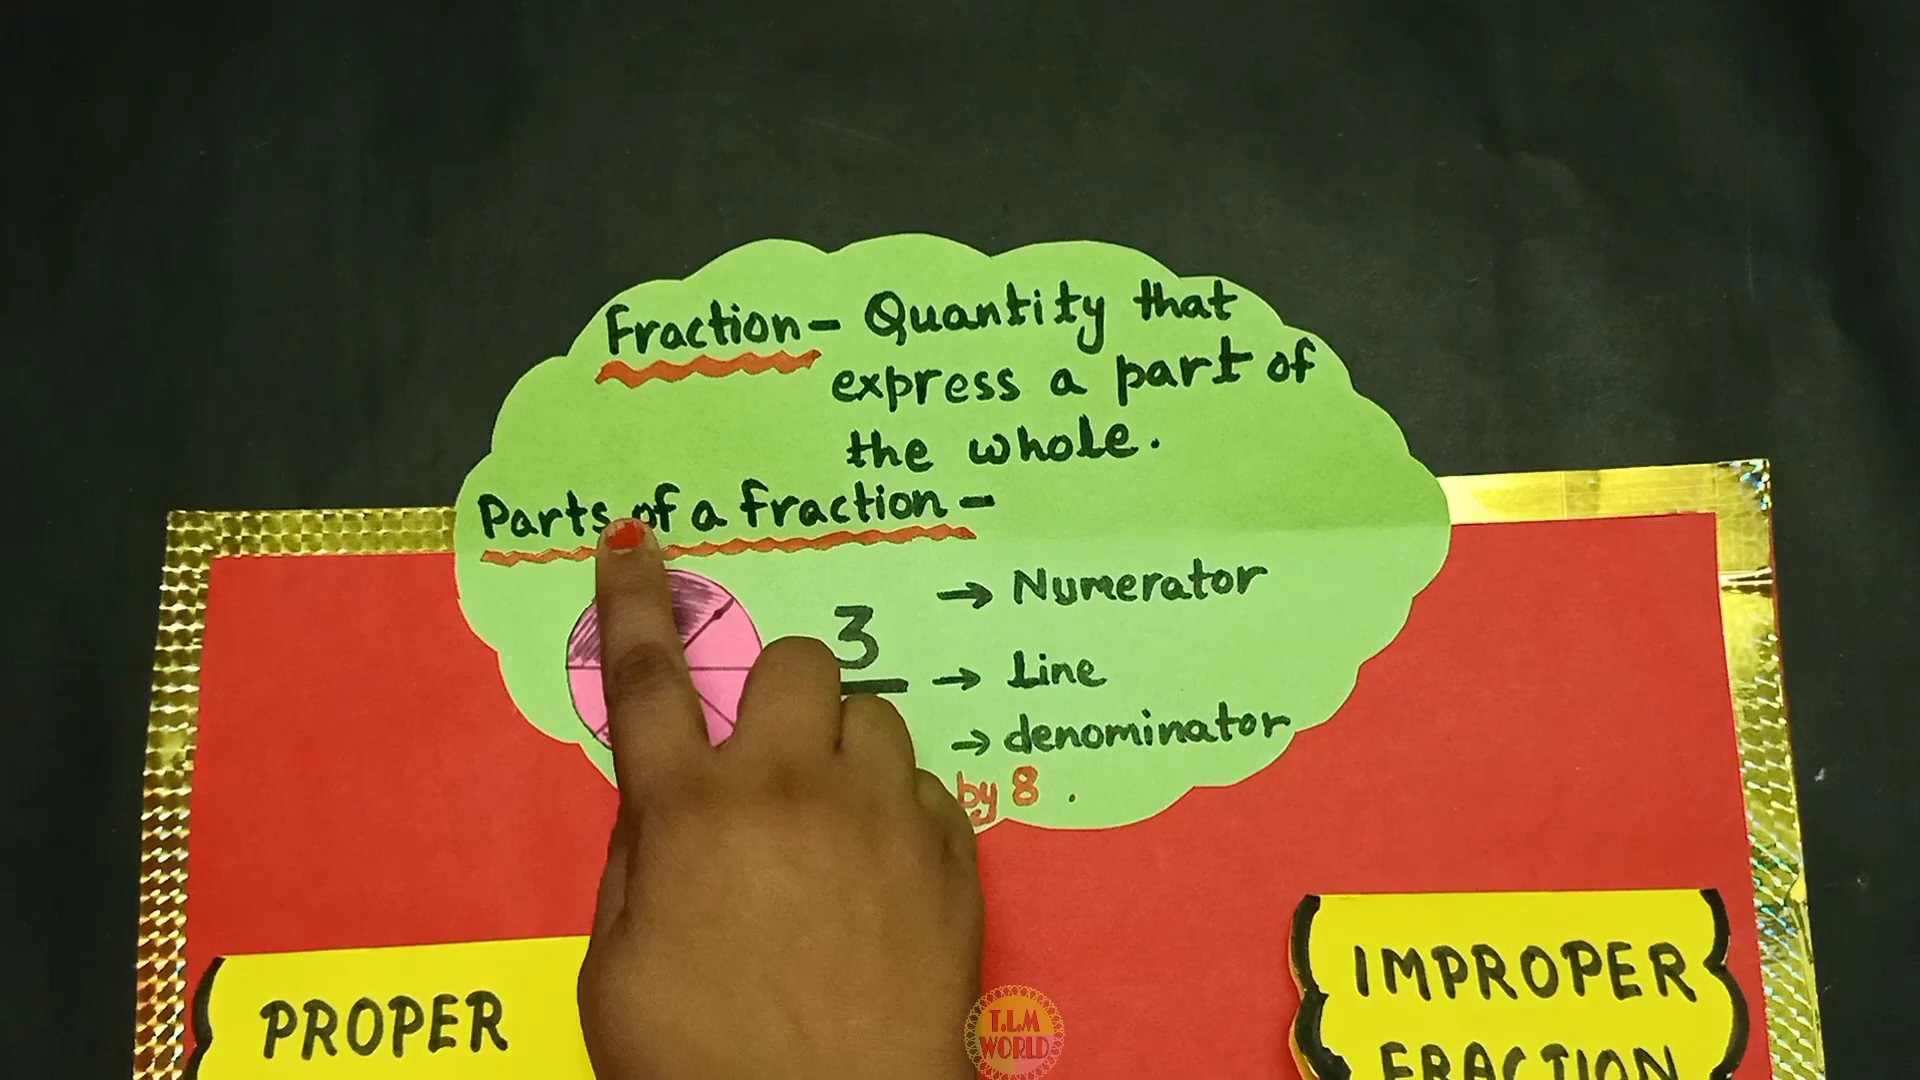 Fraction - Quantity that
express a part of
the whole.
Parts of a fraction -
3
→ Numerator
→ Line
→ denominator
by 8.
PROPER
IMPROPER
FRACTION
T.L.M
WORLD